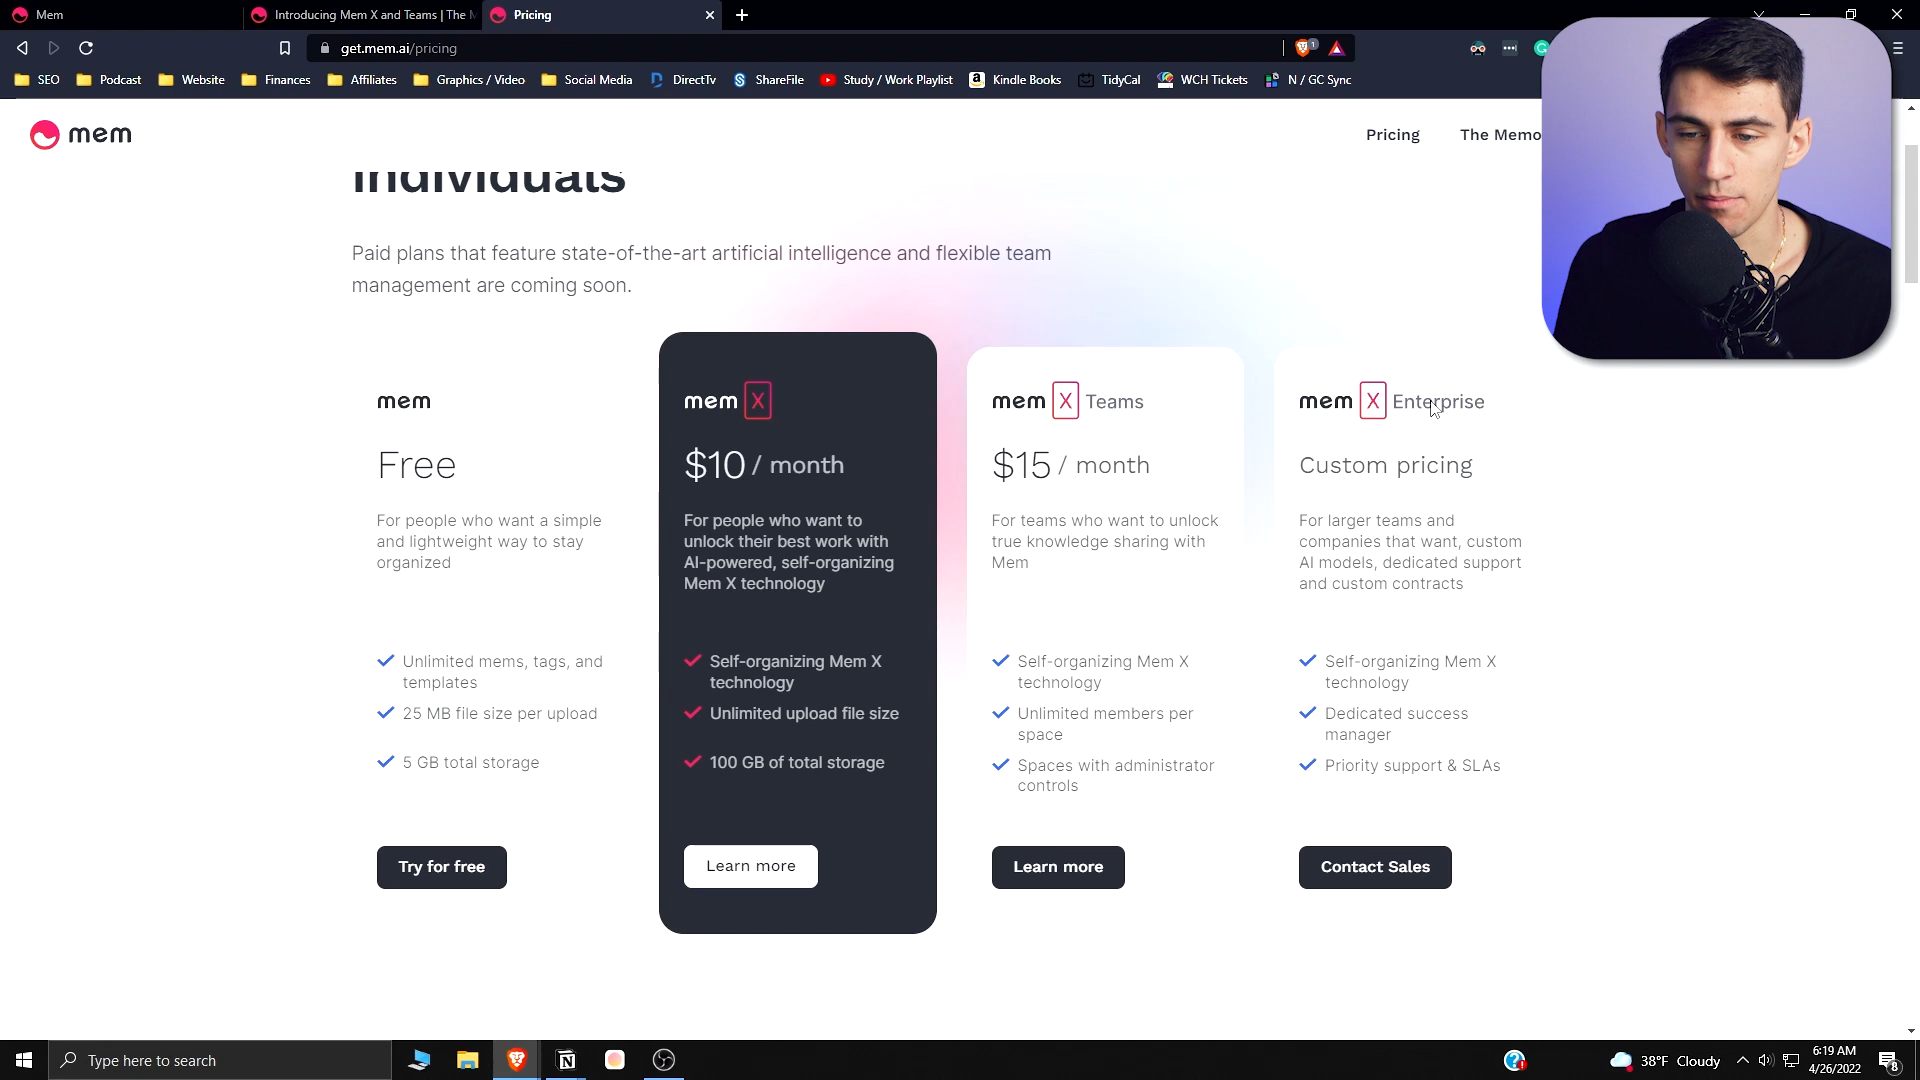 Mem
Introducing Mem X and Teams | The M
Pricing
get.mem.ai/pricing
1
SEO
Podcast
Website
Finances
Affiliates
Graphics / Video
Social Media
DirectTv
ShareFile
Study / Work Playlist
Kindle Books
TidyCal
WCH Tickets
N / GC Sync
mem
Pricing
The Memo
Individuals
Paid plans that feature state-of-the-art artificial intelligence and flexible team
management are coming soon.
mem
Free
For people who want a simple
and lightweight way to stay
organized
Unlimited mems, tags, and
templates
25 MB file size per upload
5 GB total storage
Try for free
mem X
$10 / month
For people who want to
unlock their best work with
AI-powered, self-organizing
Mem X technology
Self-organizing Mem X
technology
Unlimited upload file size
100 GB of total storage
Learn more
mem X Teams
$15 / month
For teams who want to unlock
true knowledge sharing with
Mem
Self-organizing Mem X
technology
Unlimited members per
space
Spaces with administrator
controls
Learn more
mem X Enterprise
Custom pricing
For larger teams and
companies that want, custom
AI models, dedicated support
and custom contracts
Self-organizing Mem X
technology
Dedicated success
manager
Priority support & SLAs
Contact Sales
Type here to search
38°F Cloudy
6:19 AM
4/26/2022
8